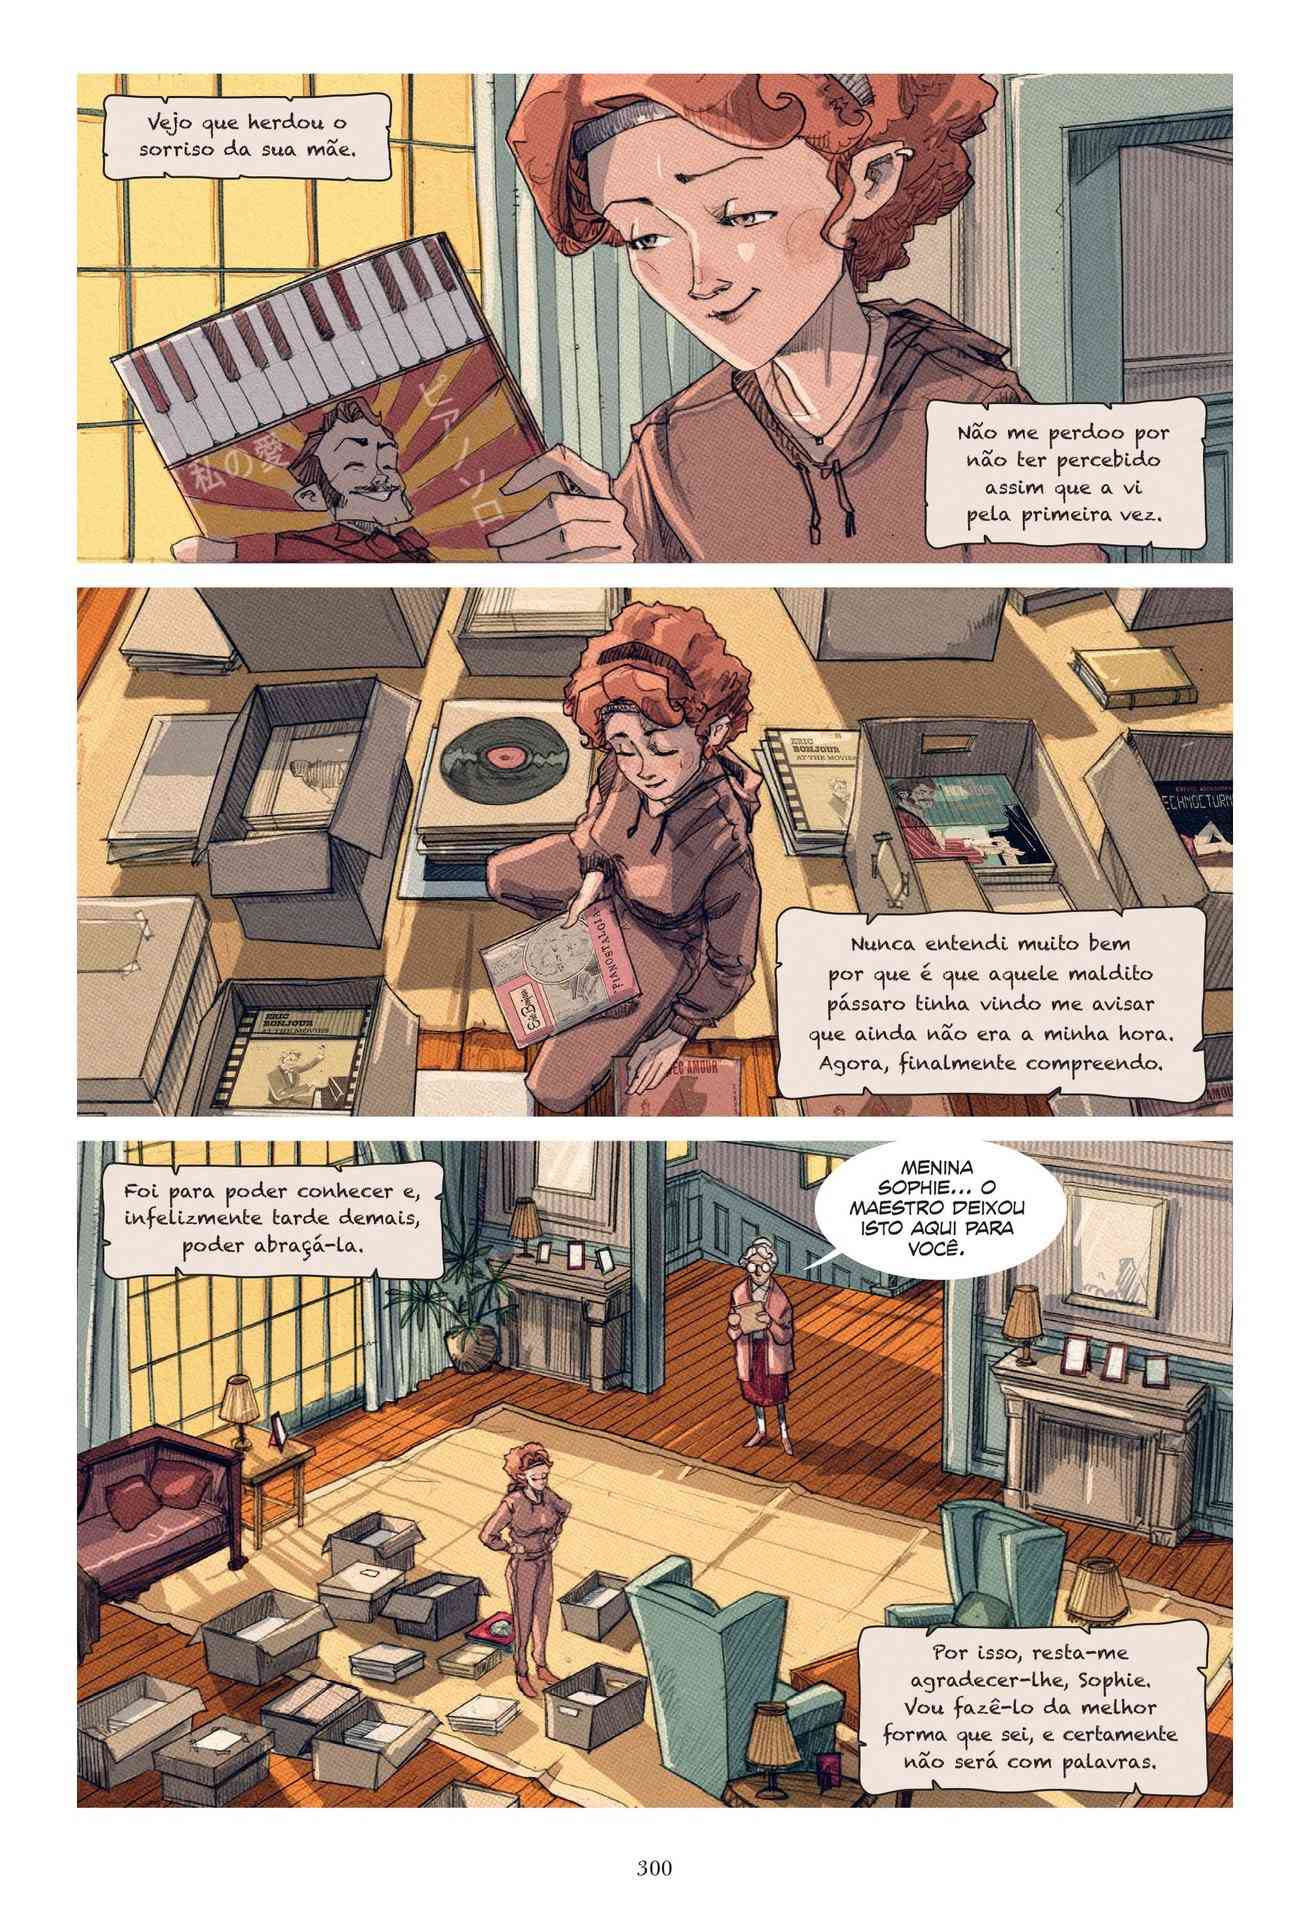 Vejo que herdou o
sorriso da sua mãe.
私の愛
ピアノソロ
Não me perdoo por
não ter percebido
assim que a vi
pela primeira vez.
ERIC
BONJOUR
AT THE MOVIES
BONJOUR
PIANOSTALGIA
Eric Bonjour
ERIC
BONJOUR
AT THE MOVIES
AMOUR
Nunca entendi muito bem
por que é que aquele maldito
pássaro tinha vindo me avisar
que ainda não era a minha hora.
Agora, finalmente compreendo.
Foi para poder conhecer e,
infelizmente tarde demais,
poder abraçá-la.
MENINA
SOPHIE... O
MAESTRO DEIXOU
ISTO AQUI PARA
VOCÊ.
Por isso, resta-me
agradecer-lhe, Sophie.
Vou fazê-lo da melhor
forma que sei, e certamente
não será com palavras.
300